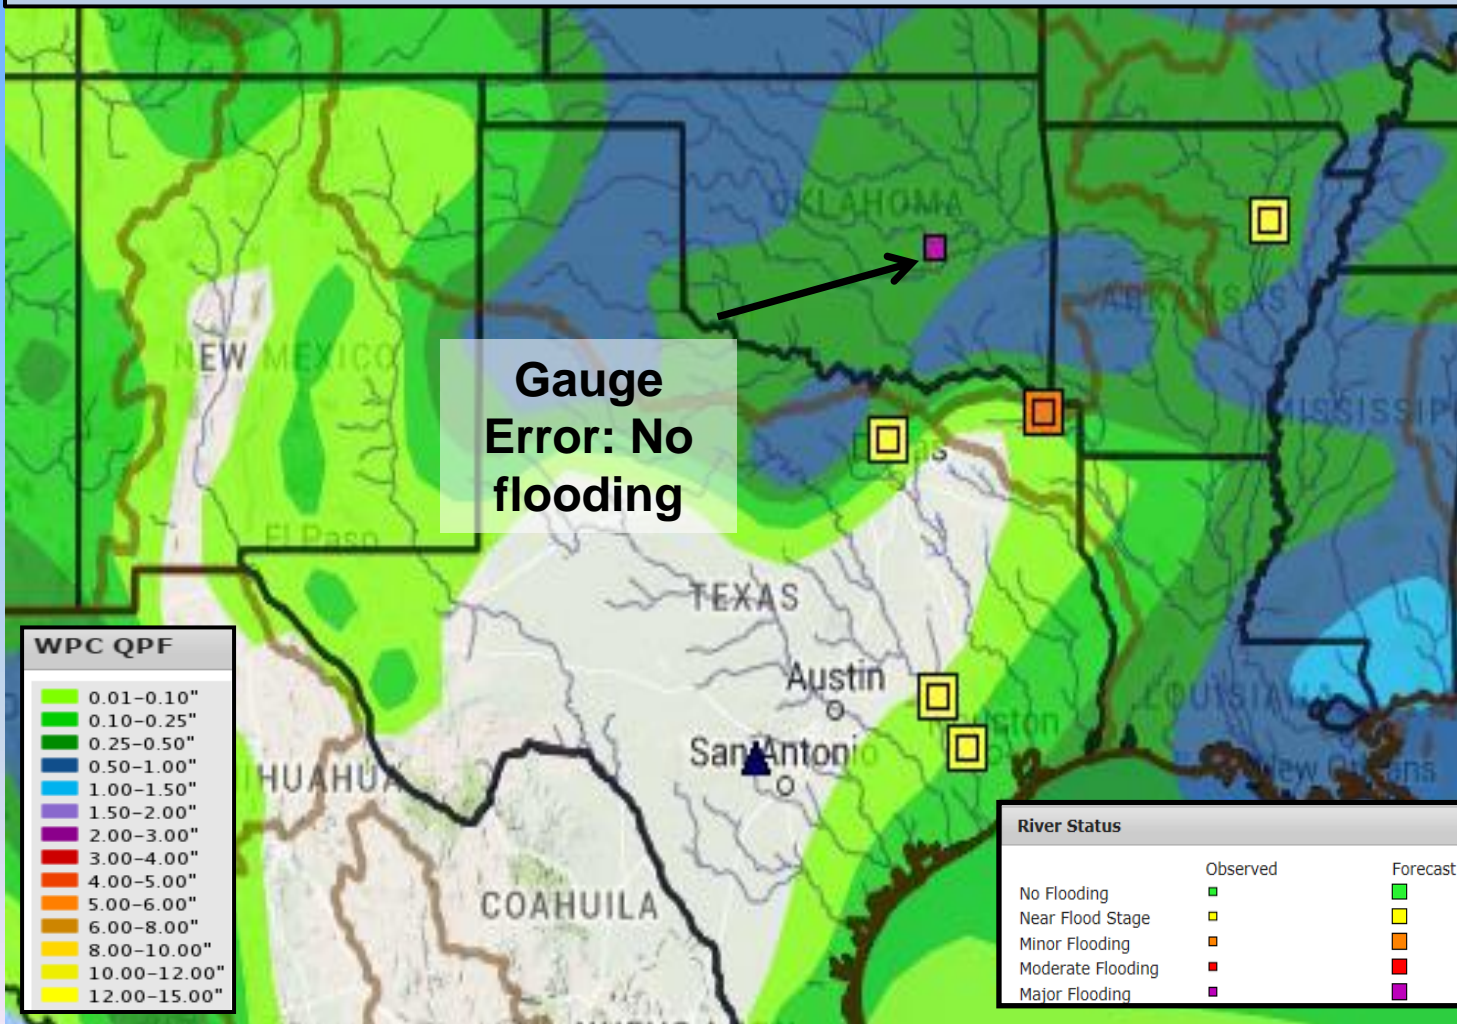 OKLAHOMA
ARKANSAS
NEW MEXICO
MISSISSIP
Gauge
Error: No
flooding
El Paso
TEXAS
Austin
San Antonio
LOUISIANA
New Orleans
HIHUAHUA
COAHUILA
WPC QPF
0.01-0.10"
0.10-0.25"
0.25-0.50"
0.50-1.00"
1.00-1.50"
1.50-2.00"
2.00-3.00"
3.00-4.00"
4.00-5.00"
5.00-6.00"
6.00-8.00"
8.00-10.00"
10.00-12.00"
12.00-15.00"
River Status
Observed Forecast
No Flooding
Near Flood Stage
Minor Flooding
Moderate Flooding
Major Flooding